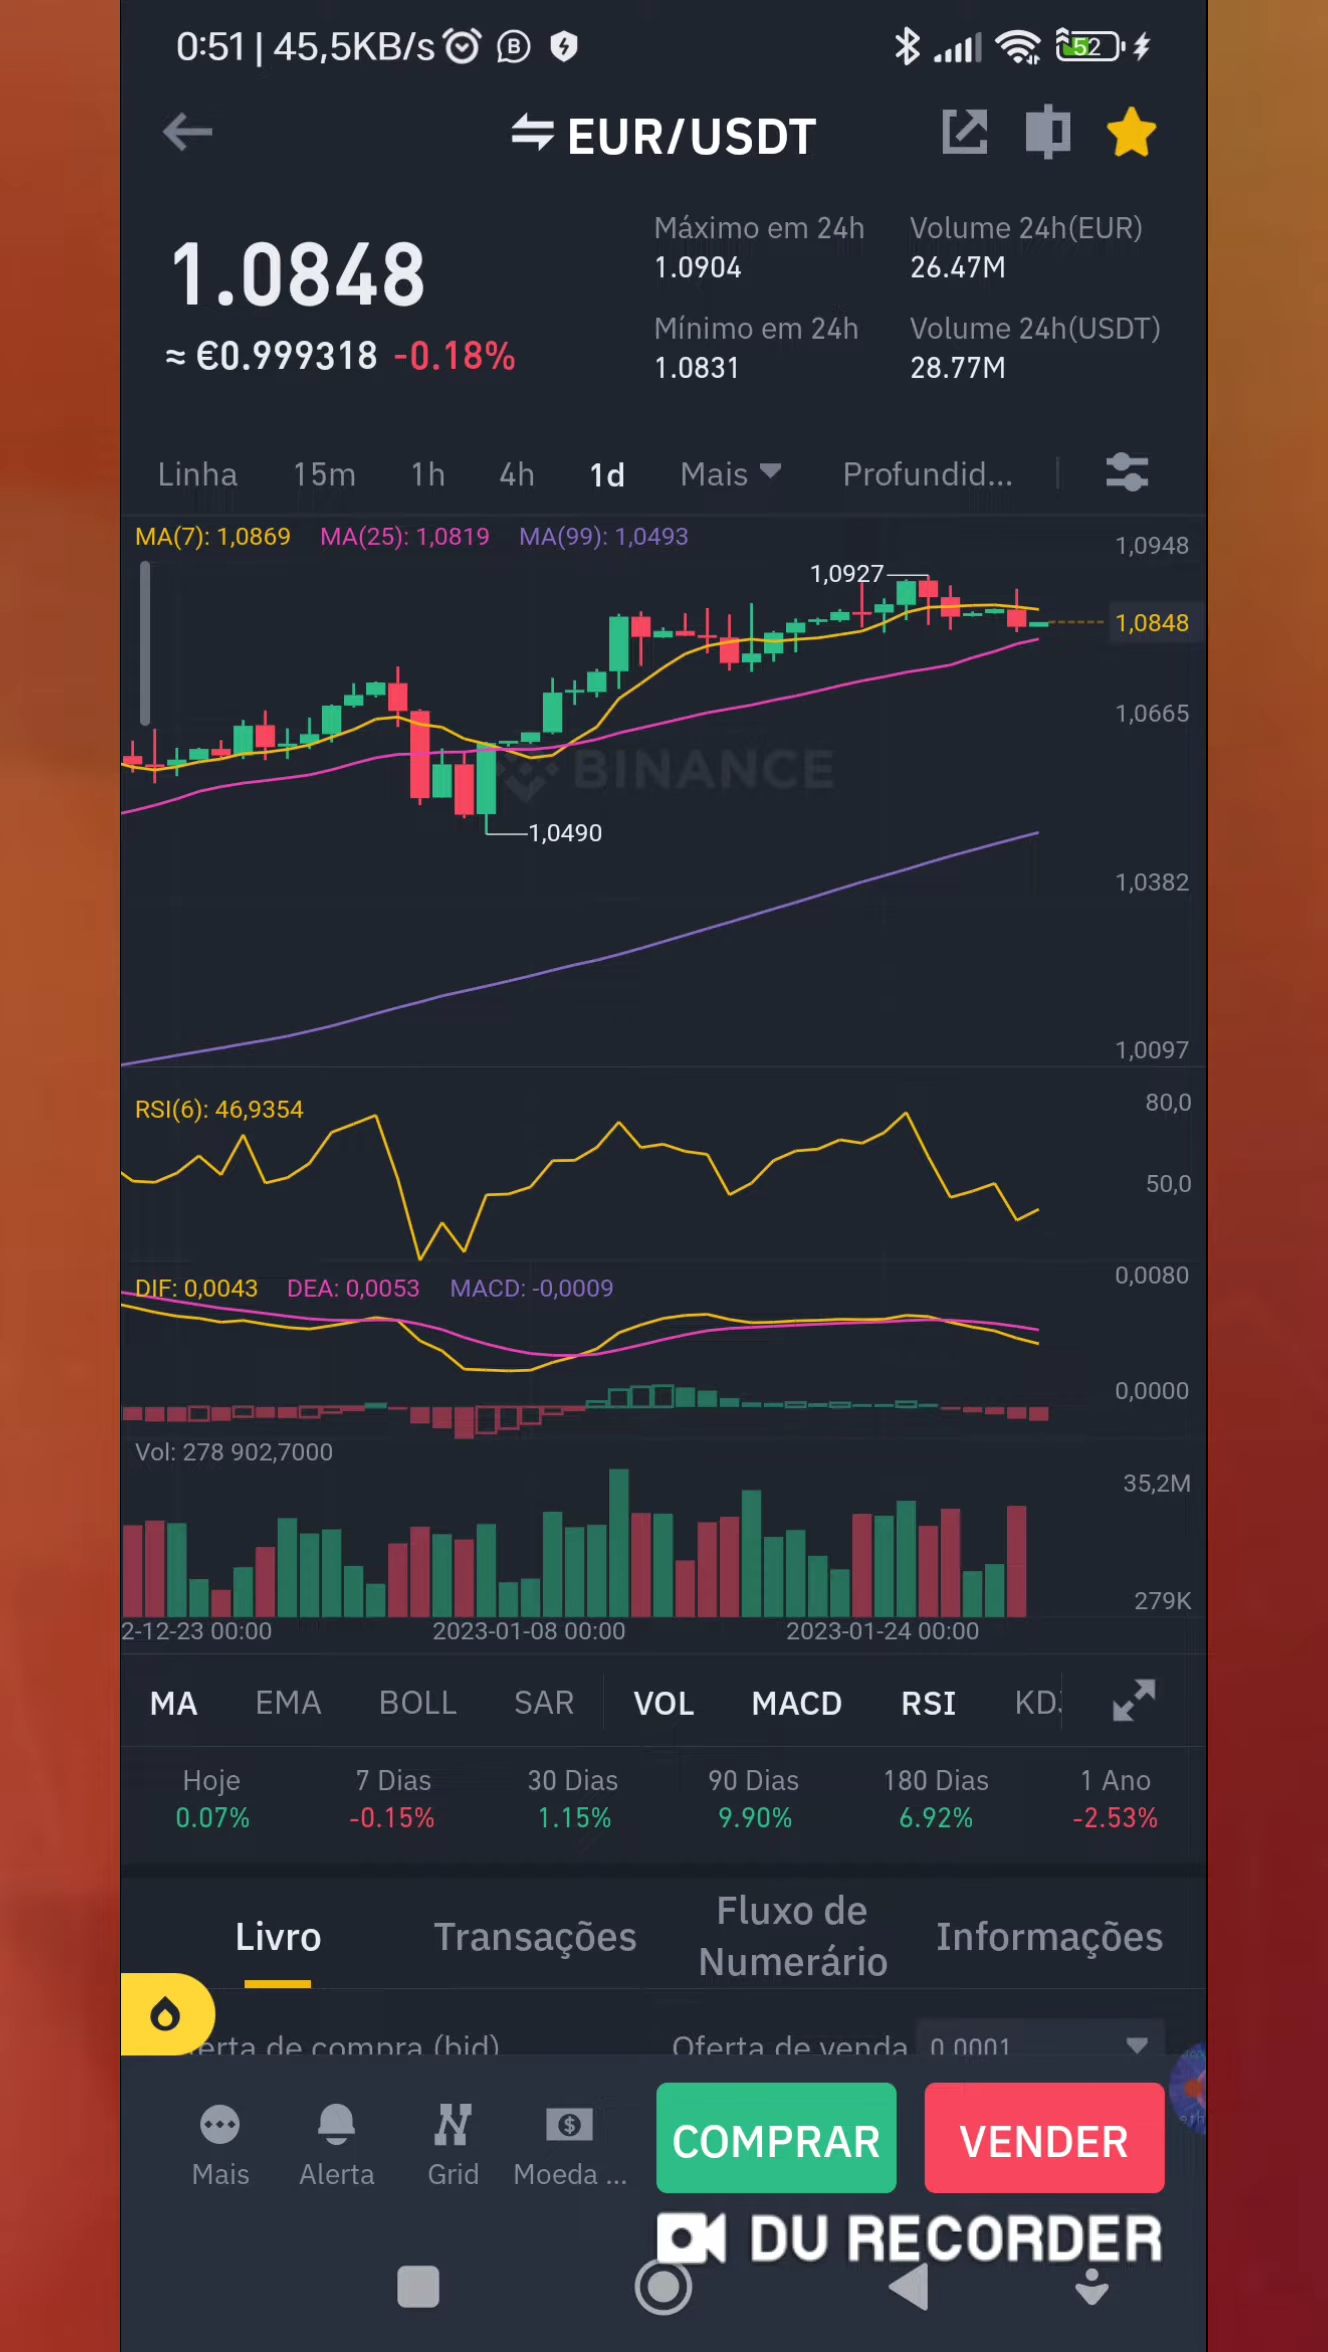 0:51 | 45,5KB/s B 52
EUR/USDT
1.0848
≈ €0.999318 -0.18%
Máximo em 24h
1.0904
Volume 24h(EUR)
26.47M
Mínimo em 24h
1.0831
Volume 24h(USDT)
28.77M
Linha 15m 1h 4h 1d Mais Profundid...
MA(7): 1,0869 MA(25): 1,0819 MA(99): 1,0493
1,0948
1,0927
1,0848
1,0665
BINANCE
1,0490
1,0382
1,0097
RSI(6): 46,9354
80,0
50,0
DIF: 0,0043 DEA: 0,0053 MACD: -0,0009
0,0080
0,0000
Vol: 278 902,7000
35,2M
279K
2-12-23 00:00 2023-01-08 00:00 2023-01-24 00:00
MA EMA BOLL SAR VOL MACD RSI KD
Hoje 7 Dias 30 Dias 90 Dias 180 Dias 1 Ano
0.07% -0.15% 1.15% 9.90% 6.92% -2.53%
Livro Transações Fluxo de Numerário Informações
erta de compra (bid) Oferta de venda 0.0001
Mais Alerta Grid Moeda ...
COMPRAR VENDER
DU RECORDER